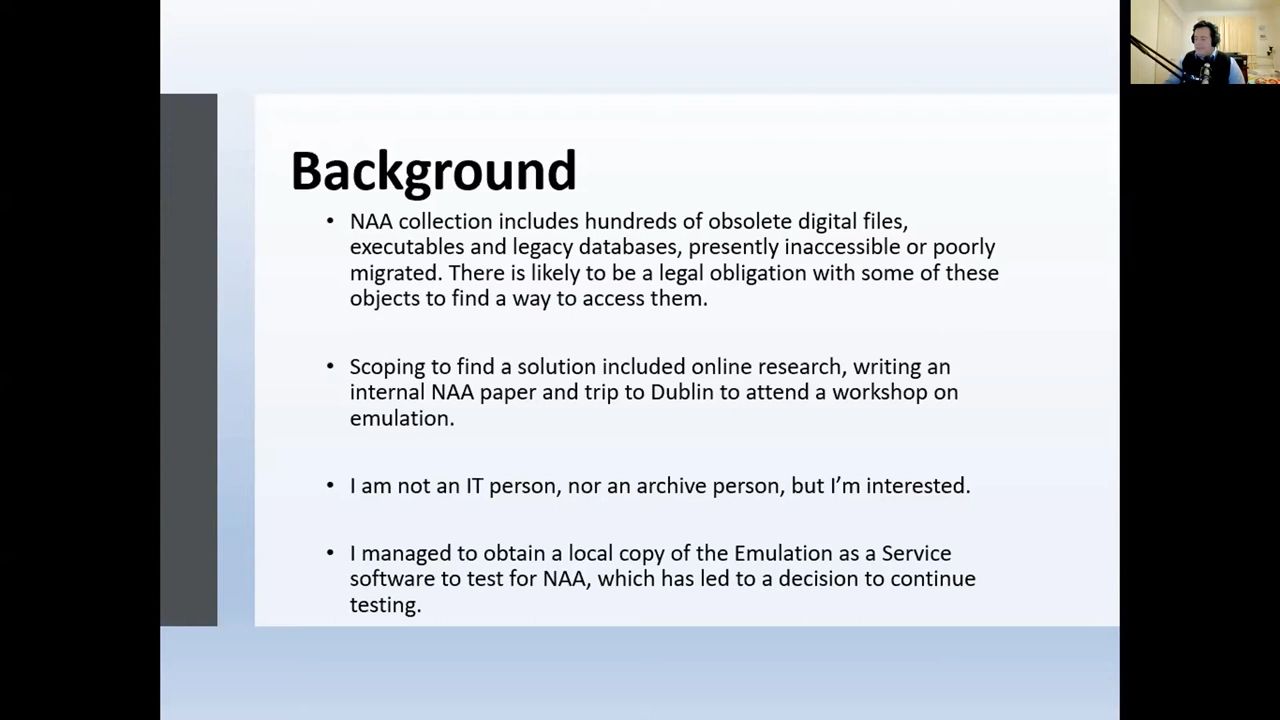 Background
• NAA collection includes hundreds of obsolete digital files,
executables and legacy databases, presently inaccessible or poorly
migrated. There is likely to be a legal obligation with some of these
objects to find a way to access them.
• Scoping to find a solution included online research, writing an
internal NAA paper and trip to Dublin to attend a workshop on
emulation.
• I am not an IT person, nor an archive person, but I’m interested.
• I managed to obtain a local copy of the Emulation as a Service
software to test for NAA, which has led to a decision to continue
testing.